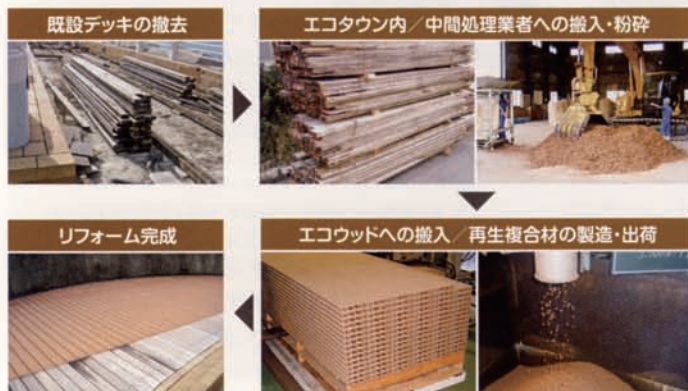 既設デッキの撤去
エコタウン内／中間処理業者への搬入・粉砕
エコウッドへの搬入／再生複合材の製造・出荷
リフォーム完成